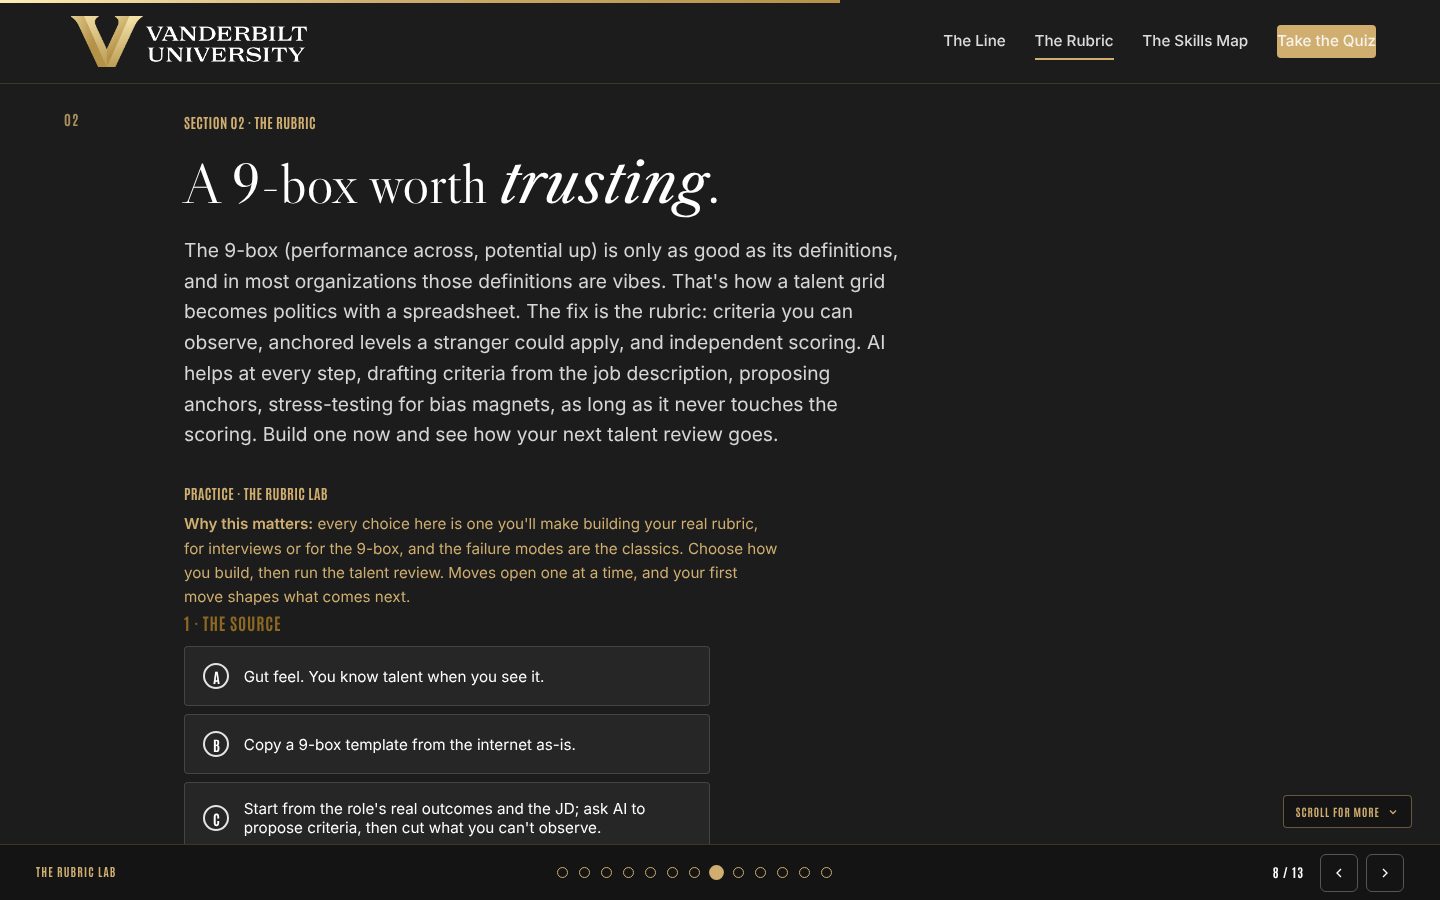 VANDERBILT
UNIVERSITY
The Line
The Rubric
The Skills Map
Take the Quiz
02
SECTION 02 · THE RUBRIC
A 9-box worth trusting.
The 9-box (performance across, potential up) is only as good as its definitions,
and in most organizations those definitions are vibes. That's how a talent grid
becomes politics with a spreadsheet. The fix is the rubric: criteria you can
observe, anchored levels a stranger could apply, and independent scoring. AI
helps at every step, drafting criteria from the job description, proposing
anchors, stress-testing for bias magnets, as long as it never touches the
scoring. Build one now and see how your next talent review goes.
PRACTICE · THE RUBRIC LAB
Why this matters: every choice here is one you'll make building your real rubric,
for interviews or for the 9-box, and the failure modes are the classics. Choose how
you build, then run the talent review. Moves open one at a time, and your first
move shapes what comes next.
1 · THE SOURCE
A Gut feel. You know talent when you see it.
B Copy a 9-box template from the internet as-is.
C Start from the role's real outcomes and the JD; ask AI to
propose criteria, then cut what you can't observe.
SCROLL FOR MORE
THE RUBRIC LAB
8 / 13